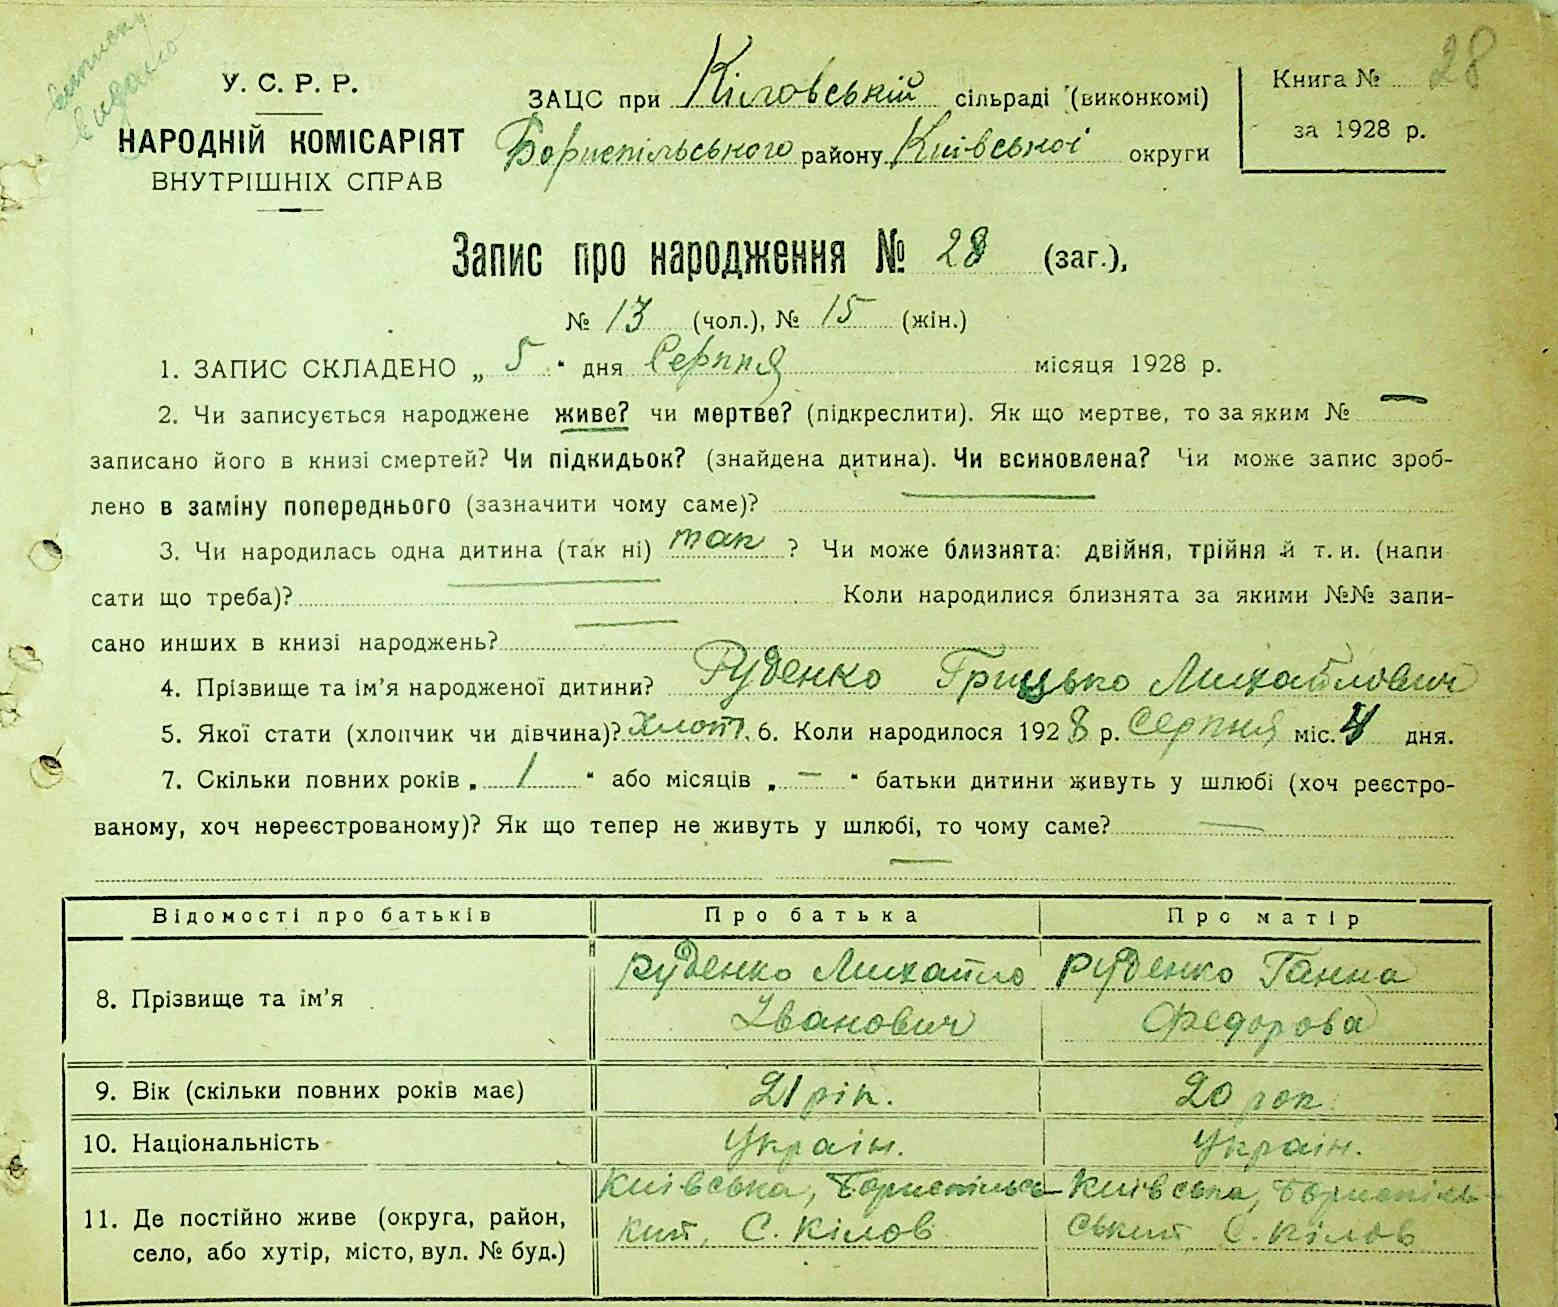 виписку
видано
У. С. Р. Р.
НАРОДНІЙ КОМІСАРІЯТ
ВНУТРІШНІХ СПРАВ
ЗАЦС при Кіловській сільраді (виконкомі)
Бориспільського району Київської округи
Книга № 28
за 1928 р.
Запис про народження № 28 (заг.),
№ 13 (чол.), № 15 (жін.)
1. ЗАПИС СКЛАДЕНО „ 5 " дня Серпня місяця 1928 р.
2. Чи записується народжене живе? чи мертве? (підкреслити). Як що мертве, то за яким № —
записано його в книзі смертей? Чи підкидьок? (знайдена дитина). Чи всиновлена? Чи може запис зроб-
лено в заміну попереднього (зазначити чому саме)? —
3. Чи народилась одна дитина (так ні) так ? Чи може близнята: двійня, трійня й т. и. (напи
сати що треба)? — Коли народилися близнята за якими №№ запи-
сано инших в книзі народжень? —
4. Прізвище та ім'я народженої дитини? Руденко Грицько Михайлович
5. Якої стати (хлопчик чи дівчина)? хлоп. 6. Коли народилося 1928 р. Серпня міс. 4 дня.
7. Скільки повних років „ 1 " або місяців „ — " батьки дитини живуть у шлюбі (хоч реєстро-
ваному, хоч нереєстрованому)? Як що тепер не живуть у шлюбі, то чому саме? —
—
Відомості про батьків Про батька Про матір
8. Прізвище та ім'я Руденко Михайло Руденко Ганна
Іванович Федорова
9. Вік (скільки повних років має) 21 рік. 20 рок
10. Національність Україн. Україн.
11. Де постійно живе (округа, район, Київська, Бориспільсь- Київська, Бориспіль-
село, або хутір, місто, вул. № буд.) кий, С. Кілов ський С. Кілов